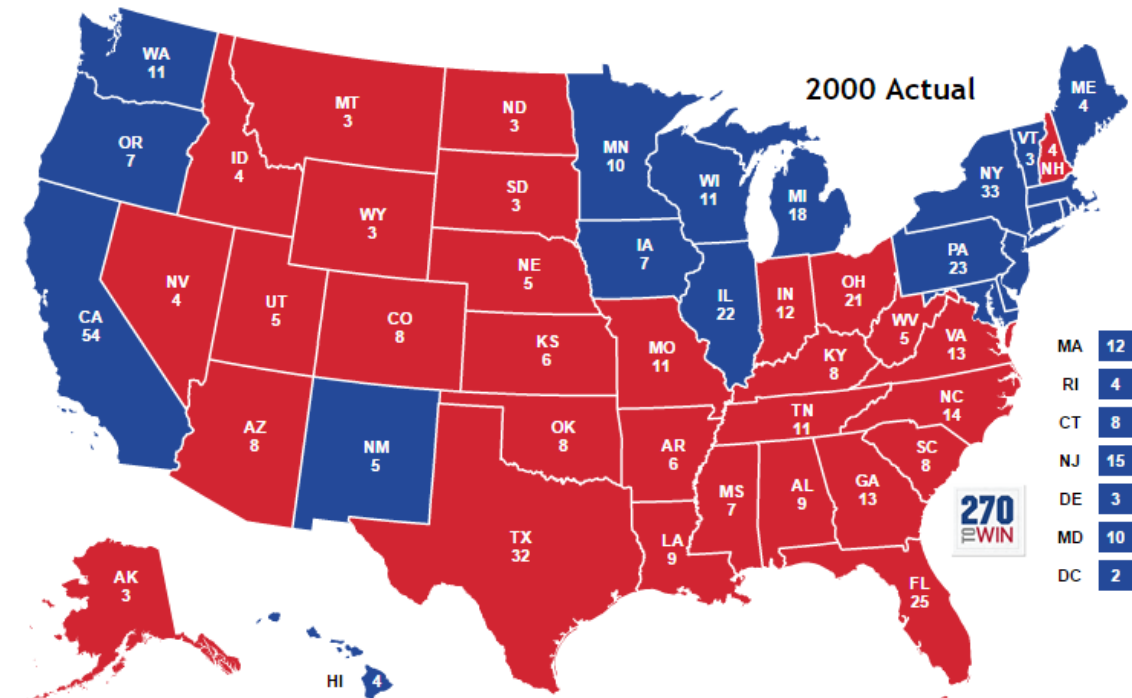 2000 Actual
WA
11
OR
7
CA
54
ID
4
NV
4
MT
3
WY
3
UT
5
AZ
8
CO
8
NM
5
ND
3
SD
3
NE
5
KS
6
OK
8
TX
32
MN
10
IA
7
MO
11
AR
6
LA
9
WI
11
IL
22
MI
18
IN
12
OH
21
KY
8
TN
11
MS
7
AL
9
GA
13
FL
25
SC
8
NC
14
VA
13
WV
5
PA
23
NY
33
VT
3
4
NH
ME
4
MA 12
RI 4
CT 8
NJ 15
DE 3
MD 10
DC 2
270
TO WIN
AK
3
HI 4